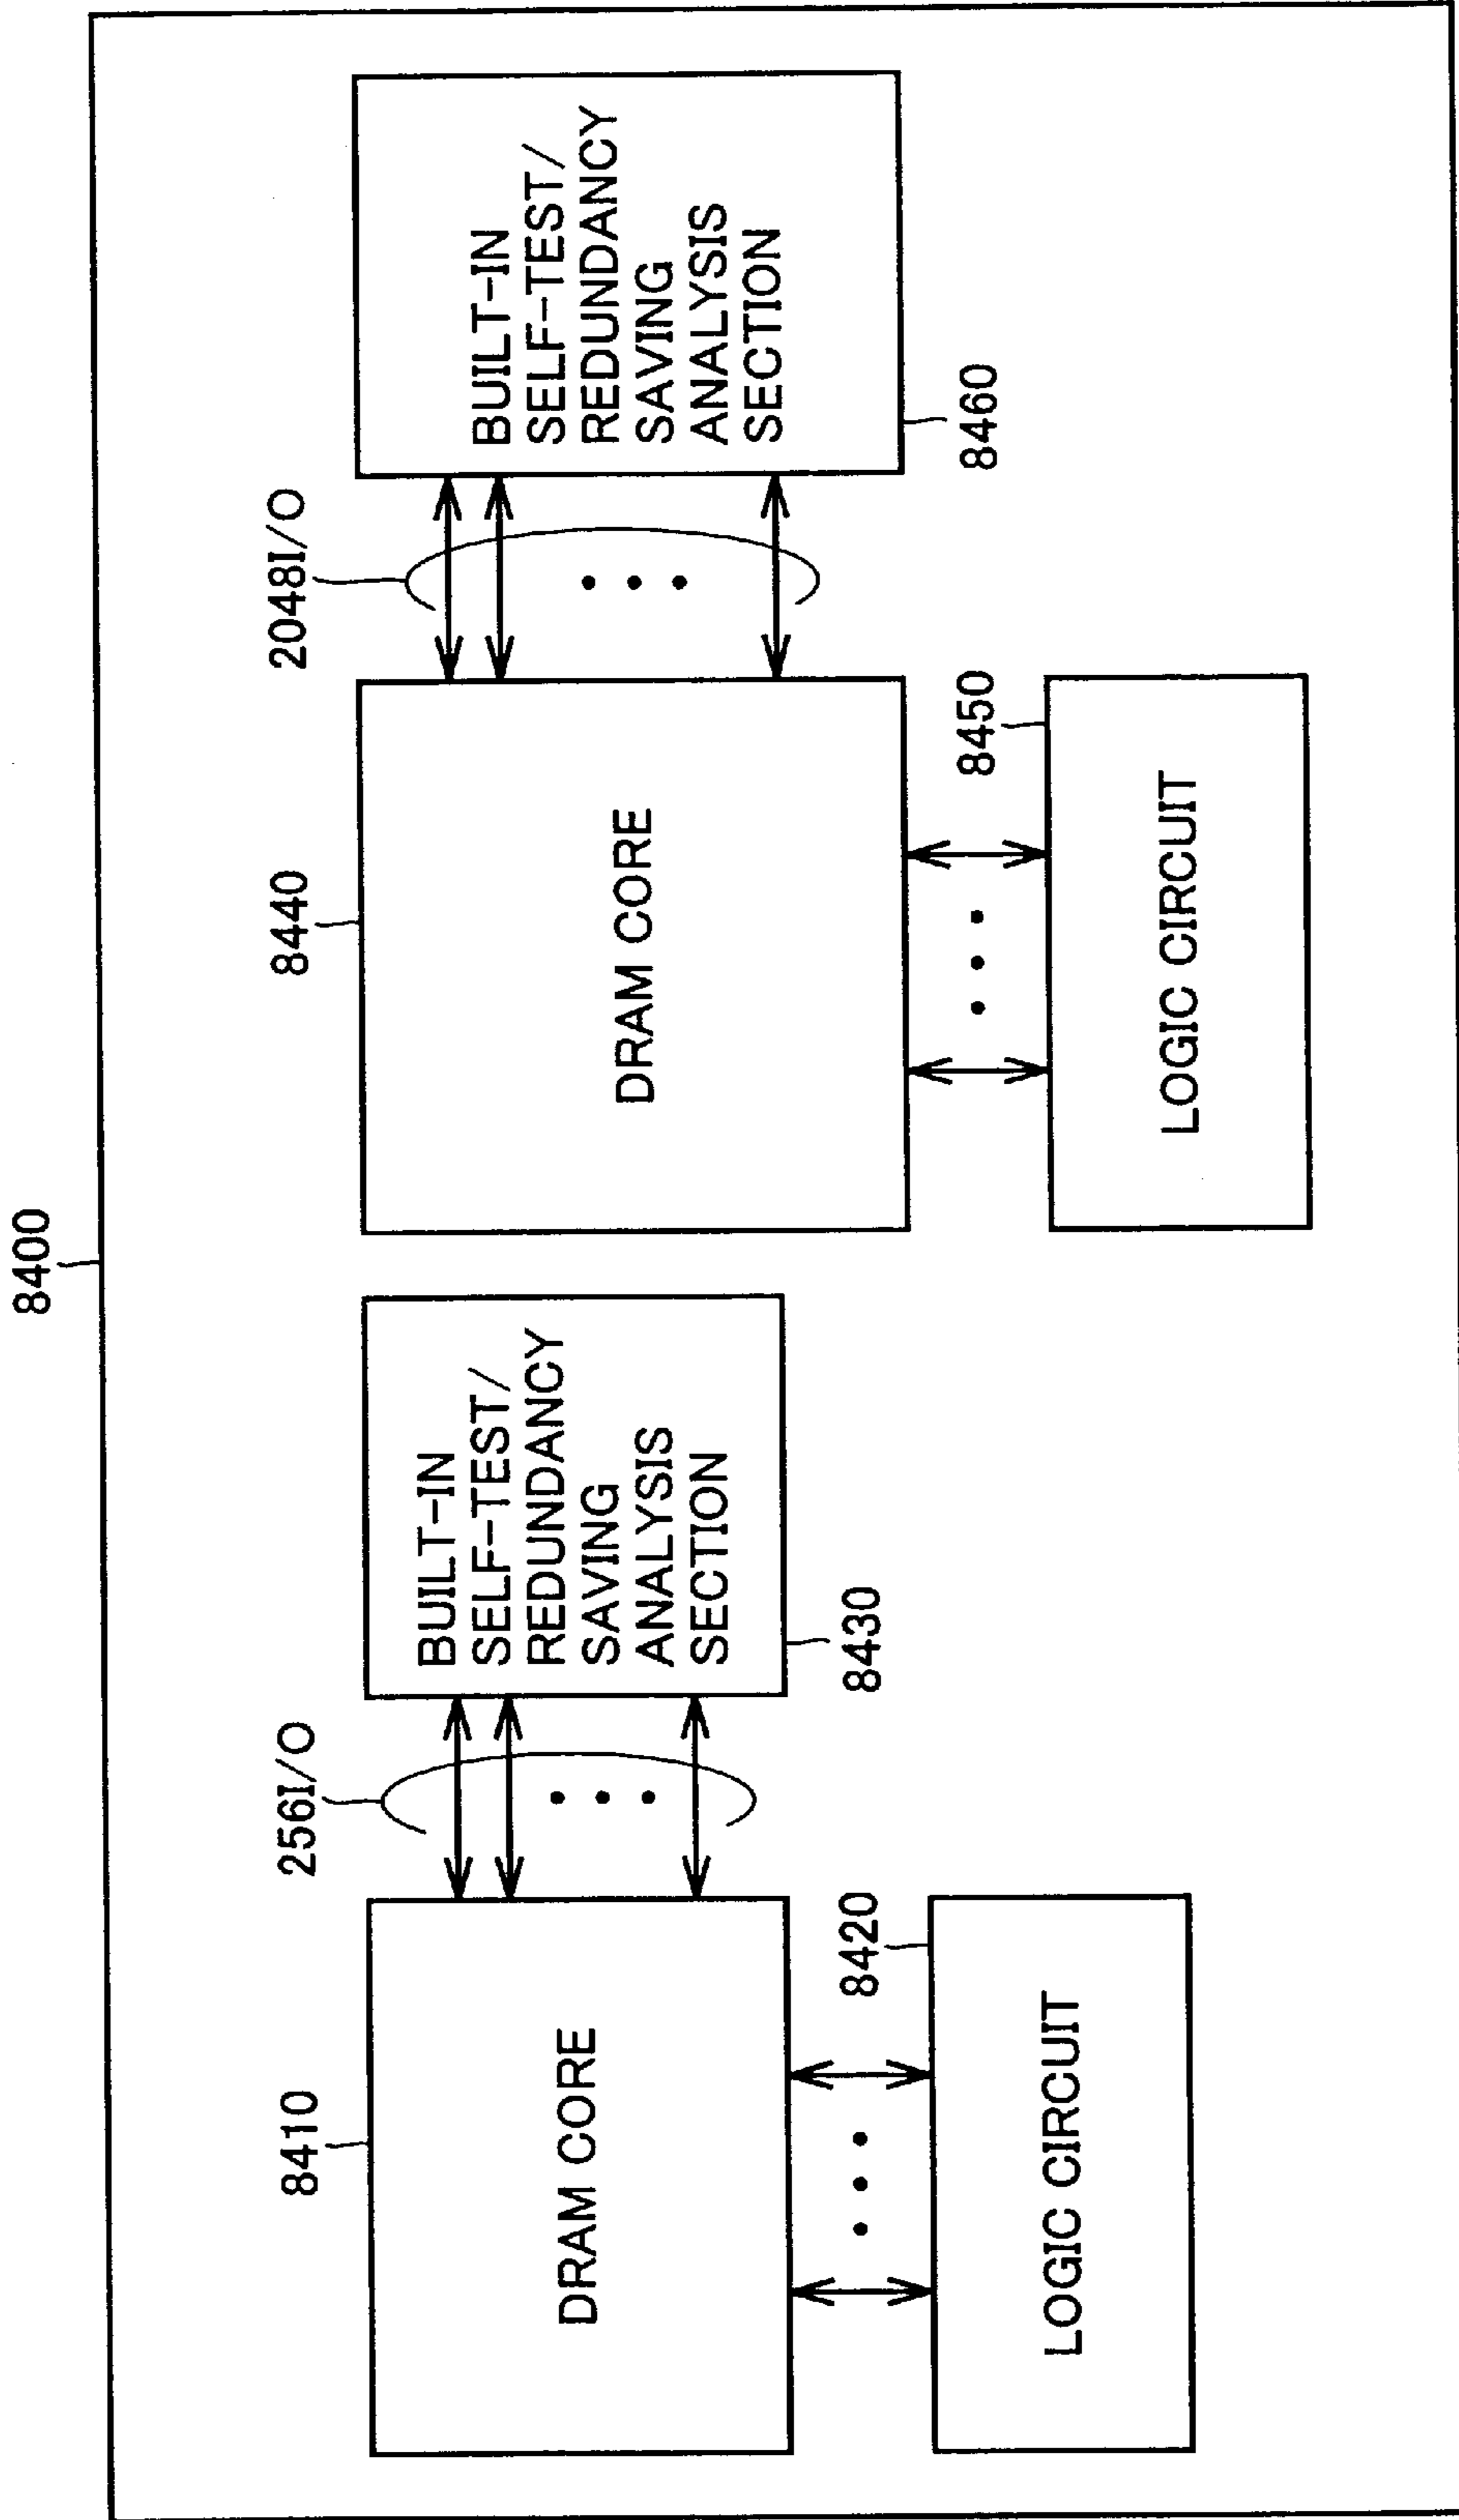 8400
8410
DRAM CORE
256I/O
BUILT-IN
SELF-TEST/
REDUNDANCY
SAVING
ANALYSIS
SECTION
8430
8420
LOGIC CIRCUIT
8440
DRAM CORE
2048I/O
BUILT-IN
SELF-TEST/
REDUNDANCY
SAVING
ANALYSIS
SECTION
8460
8450
LOGIC CIRCUIT